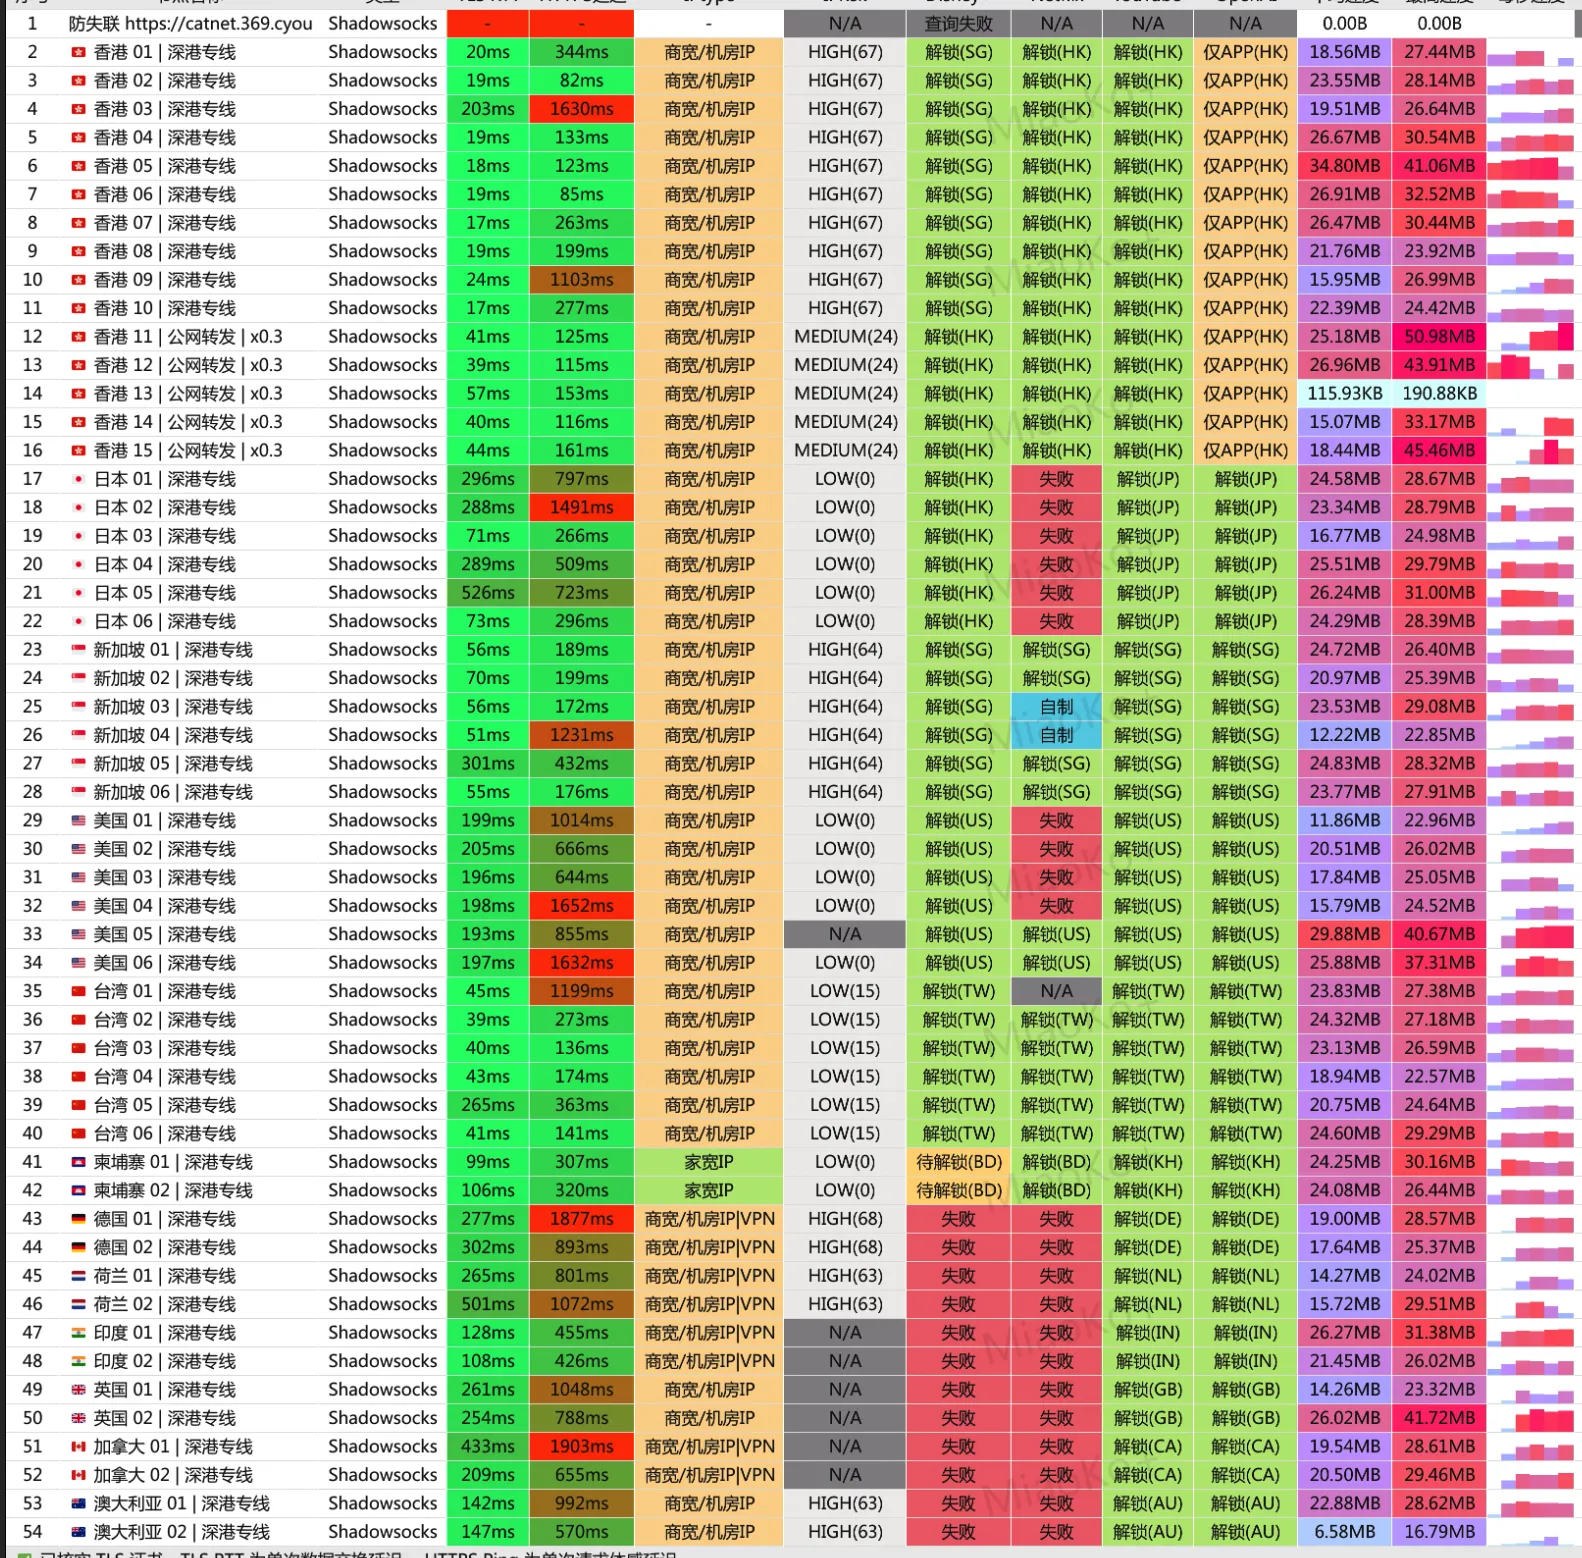 1 防失联 https://catnet.369.cyou Shadowsocks - - - N/A 查询失败 N/A N/A N/A 0.00B 0.00B
2 香港 01 | 深港专线 Shadowsocks 20ms 344ms 商宽/机房IP HIGH(67) 解锁(SG) 解锁(HK) 解锁(HK) 仅APP(HK) 18.56MB 27.44MB
3 香港 02 | 深港专线 Shadowsocks 19ms 82ms 商宽/机房IP HIGH(67) 解锁(SG) 解锁(HK) 解锁(HK) 仅APP(HK) 23.55MB 28.14MB
4 香港 03 | 深港专线 Shadowsocks 203ms 1630ms 商宽/机房IP HIGH(67) 解锁(SG) 解锁(HK) 解锁(HK) 仅APP(HK) 19.51MB 26.64MB
5 香港 04 | 深港专线 Shadowsocks 19ms 133ms 商宽/机房IP HIGH(67) 解锁(SG) 解锁(HK) 解锁(HK) 仅APP(HK) 26.67MB 30.54MB
6 香港 05 | 深港专线 Shadowsocks 18ms 123ms 商宽/机房IP HIGH(67) 解锁(SG) 解锁(HK) 解锁(HK) 仅APP(HK) 34.80MB 41.06MB
7 香港 06 | 深港专线 Shadowsocks 19ms 85ms 商宽/机房IP HIGH(67) 解锁(SG) 解锁(HK) 解锁(HK) 仅APP(HK) 26.91MB 32.52MB
8 香港 07 | 深港专线 Shadowsocks 17ms 263ms 商宽/机房IP HIGH(67) 解锁(SG) 解锁(HK) 解锁(HK) 仅APP(HK) 26.47MB 30.44MB
9 香港 08 | 深港专线 Shadowsocks 19ms 199ms 商宽/机房IP HIGH(67) 解锁(SG) 解锁(HK) 解锁(HK) 仅APP(HK) 21.76MB 23.92MB
10 香港 09 | 深港专线 Shadowsocks 24ms 1103ms 商宽/机房IP HIGH(67) 解锁(SG) 解锁(HK) 解锁(HK) 仅APP(HK) 15.95MB 26.99MB
11 香港 10 | 深港专线 Shadowsocks 17ms 277ms 商宽/机房IP HIGH(67) 解锁(SG) 解锁(HK) 解锁(HK) 仅APP(HK) 22.39MB 24.42MB
12 香港 11 | 公网转发 | x0.3 Shadowsocks 41ms 125ms 商宽/机房IP MEDIUM(24) 解锁(HK) 解锁(HK) 解锁(HK) 仅APP(HK) 25.18MB 50.98MB
13 香港 12 | 公网转发 | x0.3 Shadowsocks 39ms 115ms 商宽/机房IP MEDIUM(24) 解锁(HK) 解锁(HK) 解锁(HK) 仅APP(HK) 26.96MB 43.91MB
14 香港 13 | 公网转发 | x0.3 Shadowsocks 57ms 153ms 商宽/机房IP MEDIUM(24) 解锁(HK) 解锁(HK) 解锁(HK) 仅APP(HK) 115.93KB 190.88KB
15 香港 14 | 公网转发 | x0.3 Shadowsocks 40ms 116ms 商宽/机房IP MEDIUM(24) 解锁(HK) 解锁(HK) 解锁(HK) 仅APP(HK) 15.07MB 33.17MB
16 香港 15 | 公网转发 | x0.3 Shadowsocks 44ms 161ms 商宽/机房IP MEDIUM(24) 解锁(HK) 解锁(HK) 解锁(HK) 仅APP(HK) 18.44MB 45.46MB
17 日本 01 | 深港专线 Shadowsocks 296ms 797ms 商宽/机房IP LOW(0) 解锁(HK) 失败 解锁(JP) 解锁(JP) 24.58MB 28.67MB
18 日本 02 | 深港专线 Shadowsocks 288ms 1491ms 商宽/机房IP LOW(0) 解锁(HK) 失败 解锁(JP) 解锁(JP) 23.34MB 28.79MB
19 日本 03 | 深港专线 Shadowsocks 71ms 266ms 商宽/机房IP LOW(0) 解锁(HK) 失败 解锁(JP) 解锁(JP) 16.77MB 24.98MB
20 日本 04 | 深港专线 Shadowsocks 289ms 509ms 商宽/机房IP LOW(0) 解锁(HK) 失败 解锁(JP) 解锁(JP) 25.51MB 29.79MB
21 日本 05 | 深港专线 Shadowsocks 526ms 723ms 商宽/机房IP LOW(0) 解锁(HK) 失败 解锁(JP) 解锁(JP) 26.24MB 31.00MB
22 日本 06 | 深港专线 Shadowsocks 73ms 296ms 商宽/机房IP LOW(0) 解锁(HK) 失败 解锁(JP) 解锁(JP) 24.29MB 28.39MB
23 新加坡 01 | 深港专线 Shadowsocks 56ms 189ms 商宽/机房IP HIGH(64) 解锁(SG) 解锁(SG) 解锁(SG) 解锁(SG) 24.72MB 26.40MB
24 新加坡 02 | 深港专线 Shadowsocks 70ms 199ms 商宽/机房IP HIGH(64) 解锁(SG) 解锁(SG) 解锁(SG) 解锁(SG) 20.97MB 25.39MB
25 新加坡 03 | 深港专线 Shadowsocks 56ms 172ms 商宽/机房IP HIGH(64) 解锁(SG) 自制 解锁(SG) 解锁(SG) 23.53MB 29.08MB
26 新加坡 04 | 深港专线 Shadowsocks 51ms 1231ms 商宽/机房IP HIGH(64) 解锁(SG) 自制 解锁(SG) 解锁(SG) 12.22MB 22.85MB
27 新加坡 05 | 深港专线 Shadowsocks 301ms 432ms 商宽/机房IP HIGH(64) 解锁(SG) 解锁(SG) 解锁(SG) 解锁(SG) 24.83MB 28.32MB
28 新加坡 06 | 深港专线 Shadowsocks 55ms 176ms 商宽/机房IP HIGH(64) 解锁(SG) 解锁(SG) 解锁(SG) 解锁(SG) 23.77MB 27.91MB
29 美国 01 | 深港专线 Shadowsocks 199ms 1014ms 商宽/机房IP LOW(0) 解锁(US) 失败 解锁(US) 解锁(US) 11.86MB 22.96MB
30 美国 02 | 深港专线 Shadowsocks 205ms 666ms 商宽/机房IP LOW(0) 解锁(US) 失败 解锁(US) 解锁(US) 20.51MB 26.02MB
31 美国 03 | 深港专线 Shadowsocks 196ms 644ms 商宽/机房IP LOW(0) 解锁(US) 失败 解锁(US) 解锁(US) 17.84MB 25.05MB
32 美国 04 | 深港专线 Shadowsocks 198ms 1652ms 商宽/机房IP LOW(0) 解锁(US) 失败 解锁(US) 解锁(US) 15.79MB 24.52MB
33 美国 05 | 深港专线 Shadowsocks 193ms 855ms 商宽/机房IP N/A 解锁(US) 解锁(US) 解锁(US) 解锁(US) 29.88MB 40.67MB
34 美国 06 | 深港专线 Shadowsocks 197ms 1632ms 商宽/机房IP LOW(0) 解锁(US) 解锁(US) 解锁(US) 解锁(US) 25.88MB 37.31MB
35 台湾 01 | 深港专线 Shadowsocks 45ms 1199ms 商宽/机房IP LOW(15) 解锁(TW) N/A 解锁(TW) 解锁(TW) 23.83MB 27.38MB
36 台湾 02 | 深港专线 Shadowsocks 39ms 273ms 商宽/机房IP LOW(15) 解锁(TW) 解锁(TW) 解锁(TW) 解锁(TW) 24.32MB 27.18MB
37 台湾 03 | 深港专线 Shadowsocks 40ms 136ms 商宽/机房IP LOW(15) 解锁(TW) 解锁(TW) 解锁(TW) 解锁(TW) 23.13MB 26.59MB
38 台湾 04 | 深港专线 Shadowsocks 43ms 174ms 商宽/机房IP LOW(15) 解锁(TW) 解锁(TW) 解锁(TW) 解锁(TW) 18.94MB 22.57MB
39 台湾 05 | 深港专线 Shadowsocks 265ms 363ms 商宽/机房IP LOW(15) 解锁(TW) 解锁(TW) 解锁(TW) 解锁(TW) 20.75MB 24.64MB
40 台湾 06 | 深港专线 Shadowsocks 41ms 141ms 商宽/机房IP LOW(15) 解锁(TW) 解锁(TW) 解锁(TW) 解锁(TW) 24.60MB 29.29MB
41 柬埔寨 01 | 深港专线 Shadowsocks 99ms 307ms 家宽IP LOW(0) 待解锁(BD) 解锁(BD) 解锁(KH) 解锁(KH) 24.25MB 30.16MB
42 柬埔寨 02 | 深港专线 Shadowsocks 106ms 320ms 家宽IP LOW(0) 待解锁(BD) 解锁(BD) 解锁(KH) 解锁(KH) 24.08MB 26.44MB
43 德国 01 | 深港专线 Shadowsocks 277ms 1877ms 商宽/机房IP|VPN HIGH(68) 失败 失败 解锁(DE) 解锁(DE) 19.00MB 28.57MB
44 德国 02 | 深港专线 Shadowsocks 302ms 893ms 商宽/机房IP|VPN HIGH(68) 失败 失败 解锁(DE) 解锁(DE) 17.64MB 25.37MB
45 荷兰 01 | 深港专线 Shadowsocks 265ms 801ms 商宽/机房IP|VPN HIGH(63) 失败 失败 解锁(NL) 解锁(NL) 14.27MB 24.02MB
46 荷兰 02 | 深港专线 Shadowsocks 501ms 1072ms 商宽/机房IP|VPN HIGH(63) 失败 失败 解锁(NL) 解锁(NL) 15.72MB 29.51MB
47 印度 01 | 深港专线 Shadowsocks 128ms 455ms 商宽/机房IP|VPN N/A 失败 失败 解锁(IN) 解锁(IN) 26.27MB 31.38MB
48 印度 02 | 深港专线 Shadowsocks 108ms 426ms 商宽/机房IP|VPN N/A 失败 失败 解锁(IN) 解锁(IN) 21.45MB 26.02MB
49 英国 01 | 深港专线 Shadowsocks 261ms 1048ms 商宽/机房IP N/A 失败 失败 解锁(GB) 解锁(GB) 14.26MB 23.32MB
50 英国 02 | 深港专线 Shadowsocks 254ms 788ms 商宽/机房IP N/A 失败 失败 解锁(GB) 解锁(GB) 26.02MB 41.72MB
51 加拿大 01 | 深港专线 Shadowsocks 433ms 1903ms 商宽/机房IP|VPN N/A 失败 失败 解锁(CA) 解锁(CA) 19.54MB 28.61MB
52 加拿大 02 | 深港专线 Shadowsocks 209ms 655ms 商宽/机房IP|VPN N/A 失败 失败 解锁(CA) 解锁(CA) 20.50MB 29.46MB
53 澳大利亚 01 | 深港专线 Shadowsocks 142ms 992ms 商宽/机房IP HIGH(63) 失败 失败 解锁(AU) 解锁(AU) 22.88MB 28.62MB
54 澳大利亚 02 | 深港专线 Shadowsocks 147ms 570ms 商宽/机房IP HIGH(63) 失败 失败 解锁(AU) 解锁(AU) 6.58MB 16.79MB